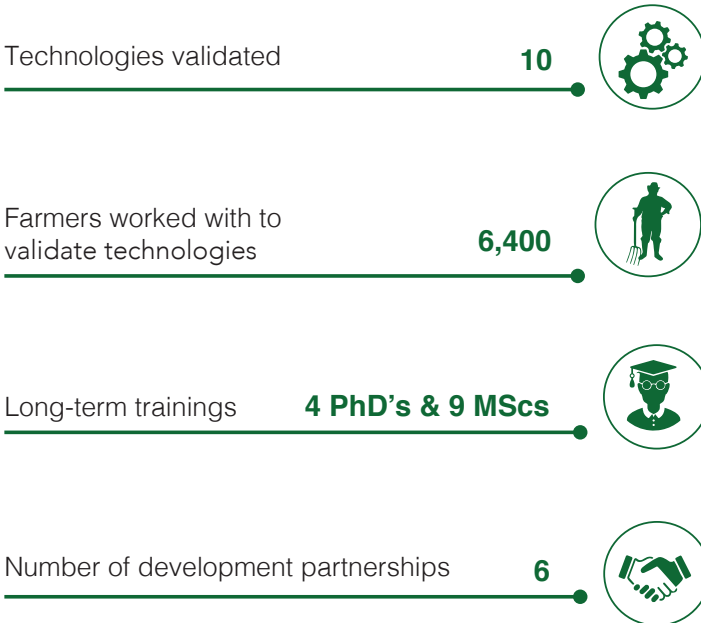 Technologies validated 10
Farmers worked with to
validate technologies 6,400
Long-term trainings 4 PhD's & 9 MScs
Number of development partnerships 6